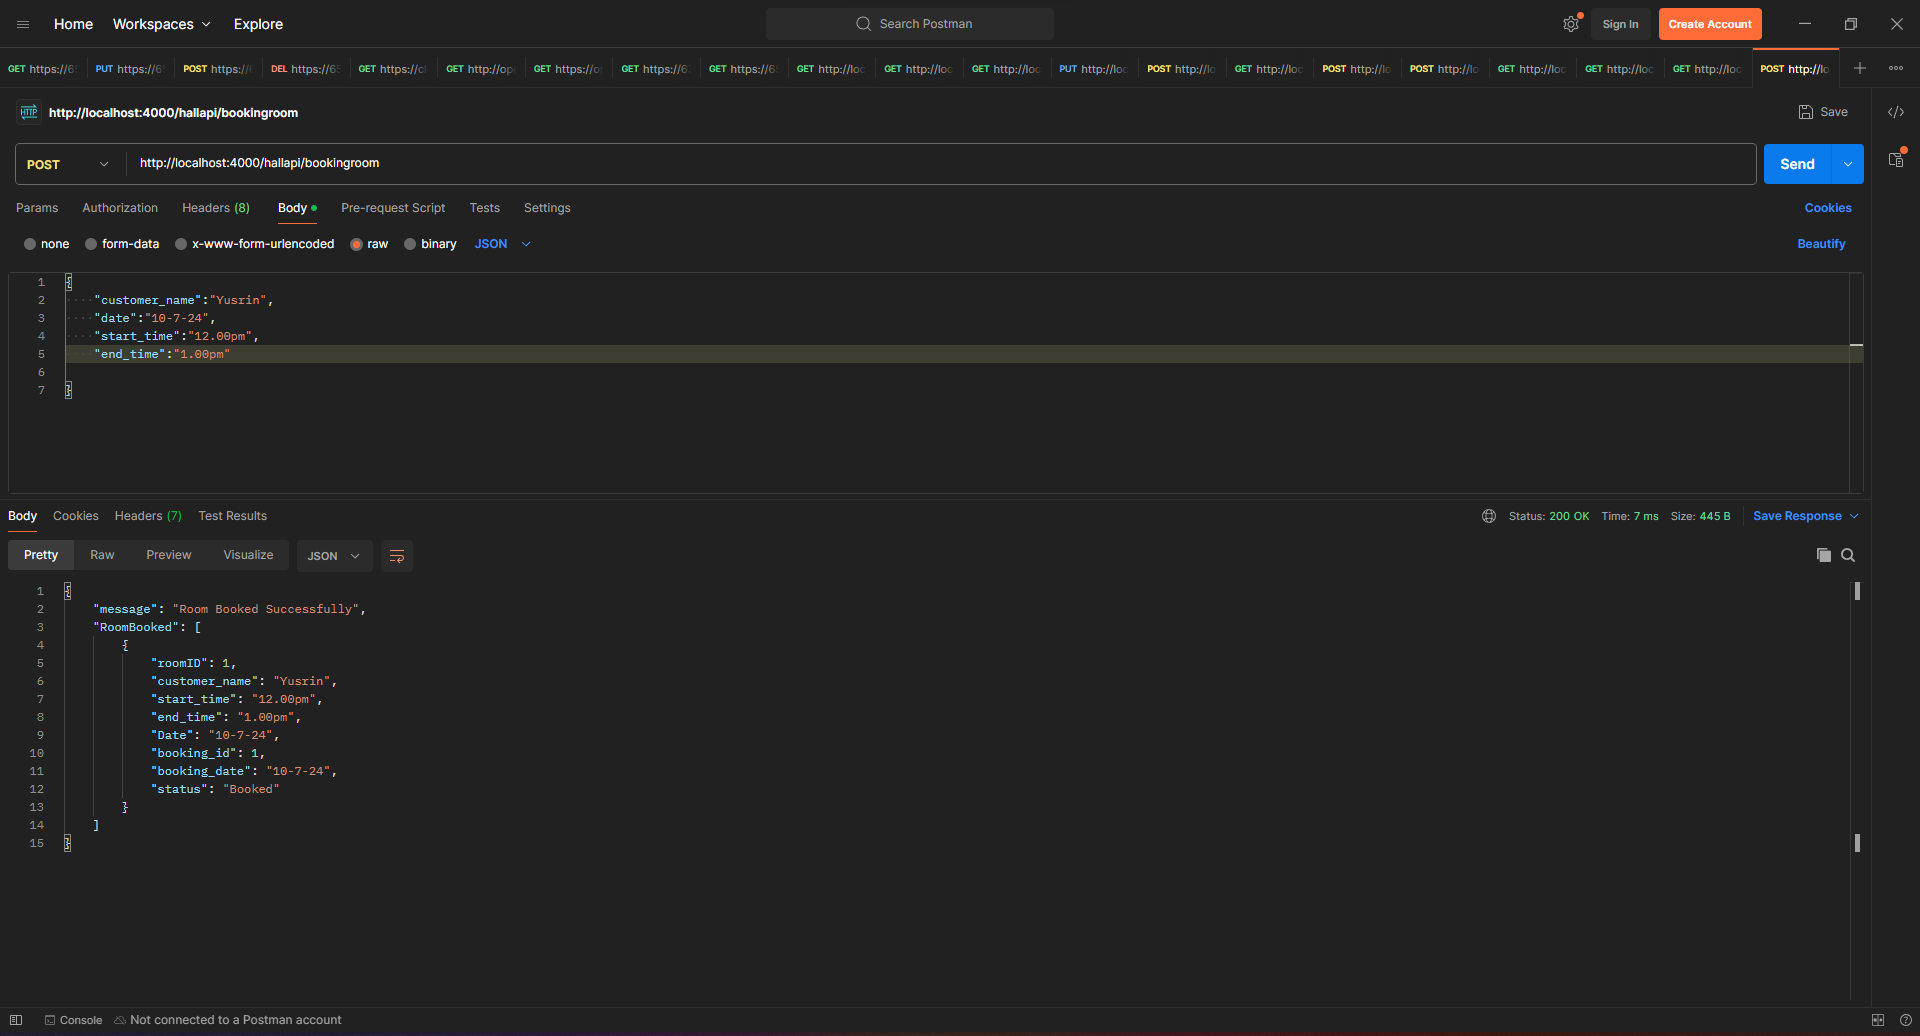 Home Workspaces Explore Search Postman Sign In Create Account
GET https://65 PUT https://65 POST https:// DEL https://65 GET https://cl GET http://op GET https://o GET https://6 GET https://65 GET http://loc GET http://loc GET http://loc PUT http://loc POST http://lo GET http://loc POST http://lo POST http://lo GET http://loc GET http://loc GET http://loc POST http://lo
HTTP http://localhost:4000/hallapi/bookingroom Save
POST http://localhost:4000/hallapi/bookingroom Send
Params Authorization Headers (8) Body Pre-request Script Tests Settings Cookies
none form-data x-www-form-urlencoded raw binary JSON Beautify
1 {
2 "customer_name":"Yusrin",
3 "date":"10-7-24",
4 "start_time":"12.00pm",
5 "end_time":"1.00pm"
6
7 }
Body Cookies Headers (7) Test Results Status: 200 OK Time: 7 ms Size: 445 B Save Response
Pretty Raw Preview Visualize JSON
1 {
2 "message": "Room Booked Successfully",
3 "RoomBooked": [
4 {
5 "roomID": 1,
6 "customer_name": "Yusrin",
7 "start_time": "12.00pm",
8 "end_time": "1.00pm",
9 "Date": "10-7-24",
10 "booking_id": 1,
11 "booking_date": "10-7-24",
12 "status": "Booked"
13 }
14 ]
15 }
Console Not connected to a Postman account